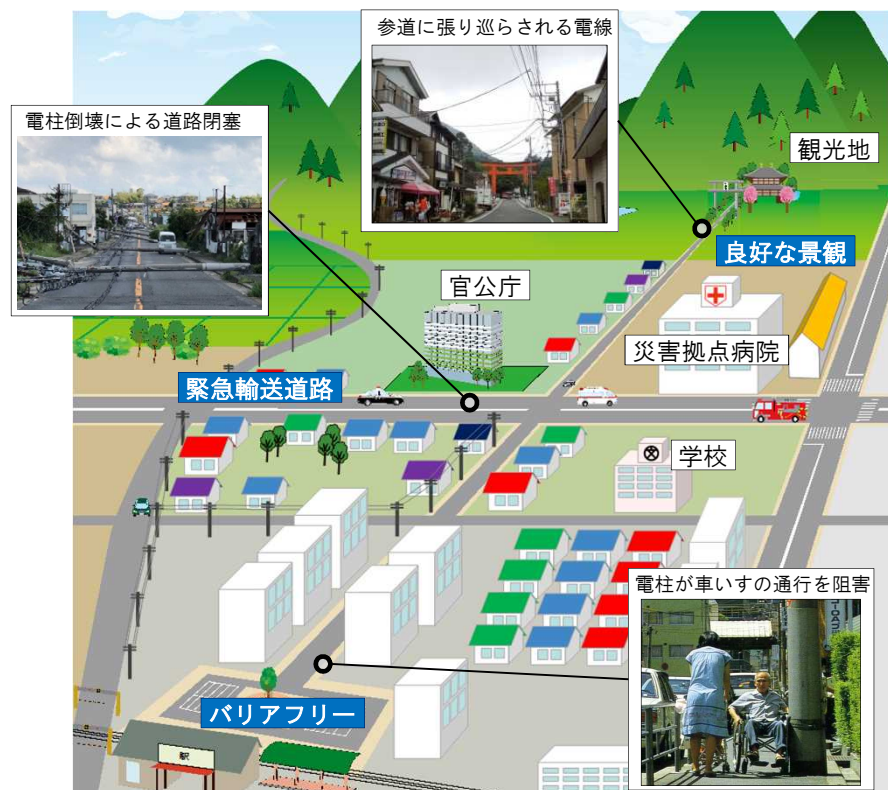 参道に張り巡らされる電線
電柱倒壊による道路閉塞
観光地
良好な景観
官公庁
災害拠点病院
緊急輸送道路
学校
電柱が車いすの通行を阻害
バリアフリー
駅